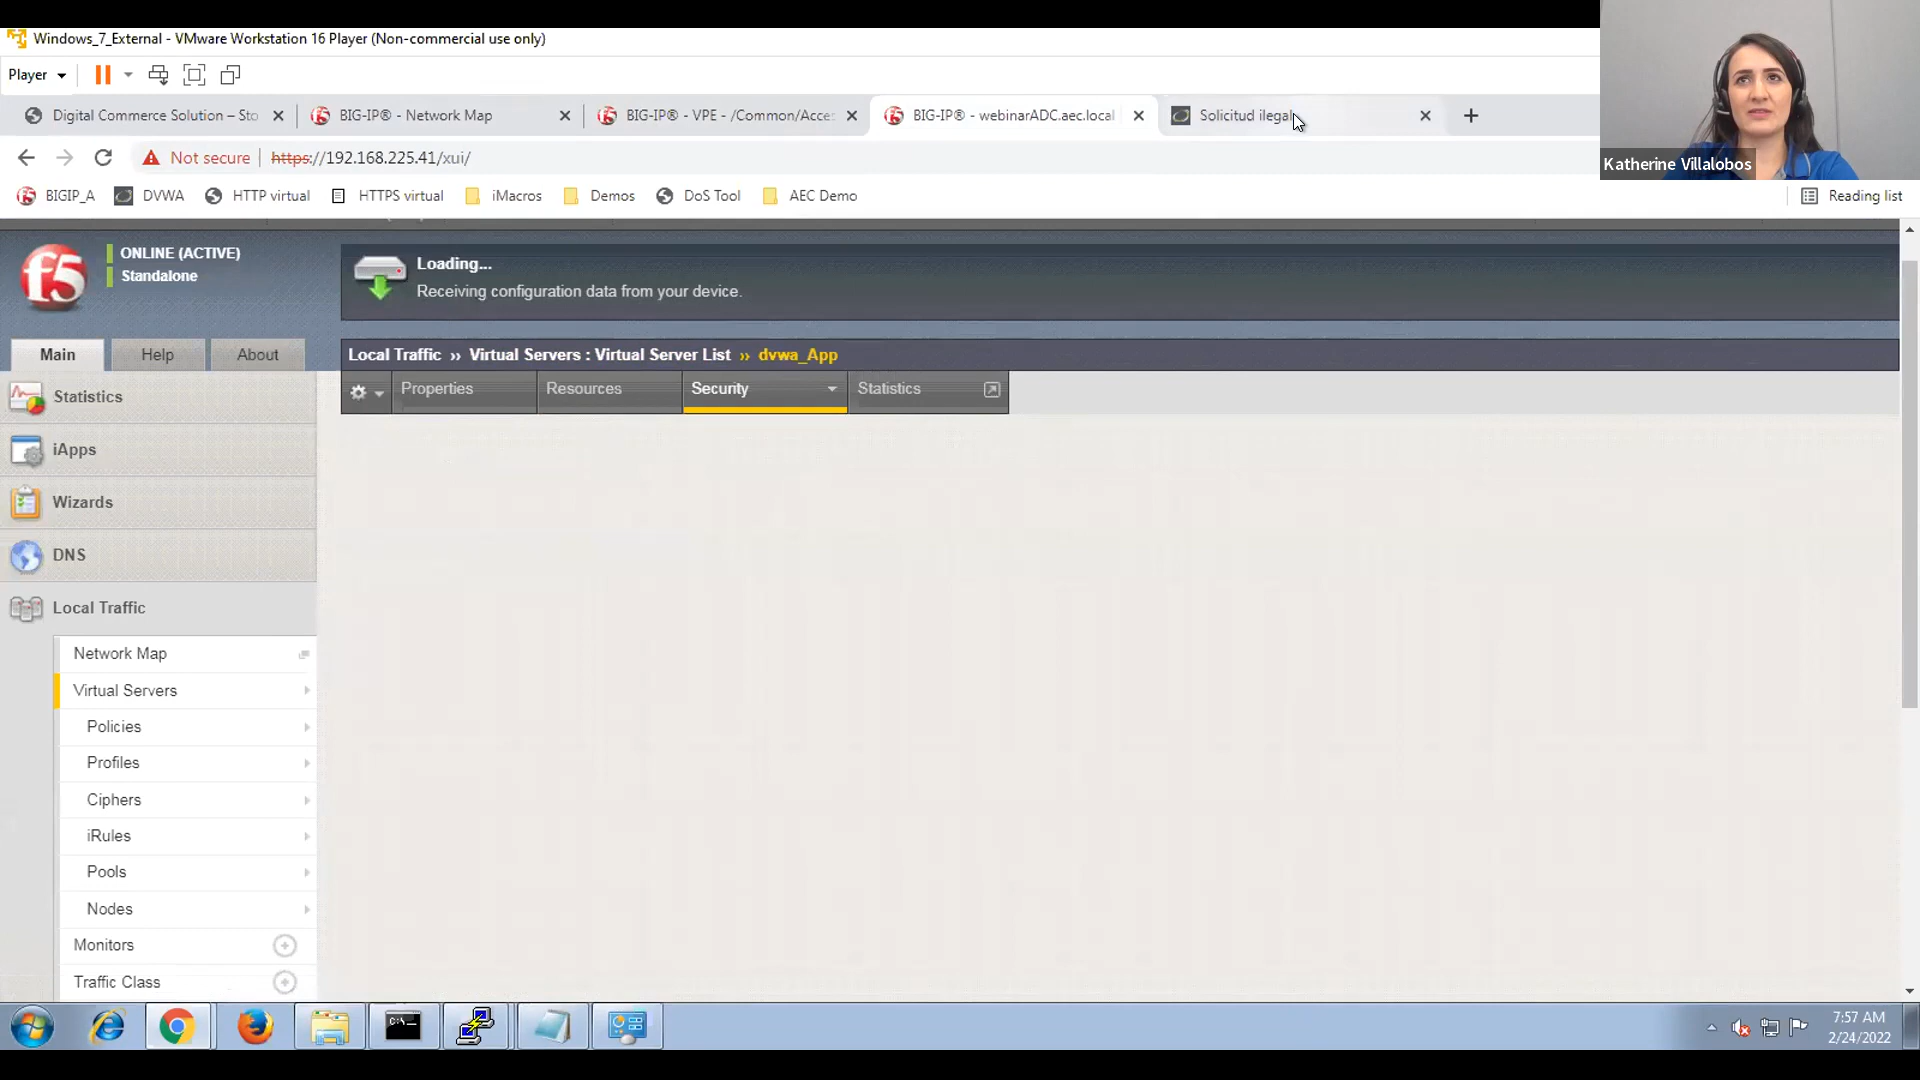 Windows_7_External - VMware Workstation 16 Player (Non-commercial use only)
Player
Digital Commerce Solution – Sto
BIG-IP® - Network Map
BIG-IP® - VPE - /Common/Acce
BIG-IP® - webinarADC.aec.local
Solicitud ilegal
Katherine Villalobos
Not secure
https://192.168.225.41/xui/
BIGIP_A
DVWA
HTTP virtual
HTTPS virtual
iMacros
Demos
DoS Tool
AEC Demo
Reading list
f5
ONLINE (ACTIVE)
Standalone
Loading...
Receiving configuration data from your device.
Main
Help
About
Local Traffic ›› Virtual Servers : Virtual Server List ›› dvwa_App
Properties
Resources
Security
Statistics
Statistics
iApps
Wizards
DNS
Local Traffic
Network Map
Virtual Servers
Policies
Profiles
Ciphers
iRules
Pools
Nodes
Monitors
Traffic Class
7:57 AM
2/24/2022